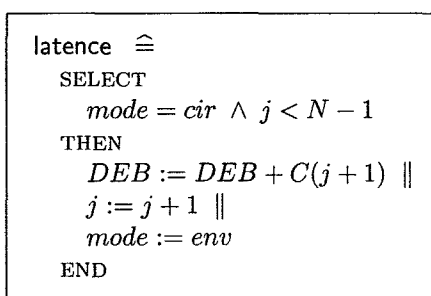 latence ≙
SELECT
mode = cir ∧ j < N − 1
THEN
DEB := DEB + C(j + 1) ||
j := j + 1 ||
mode := env
END